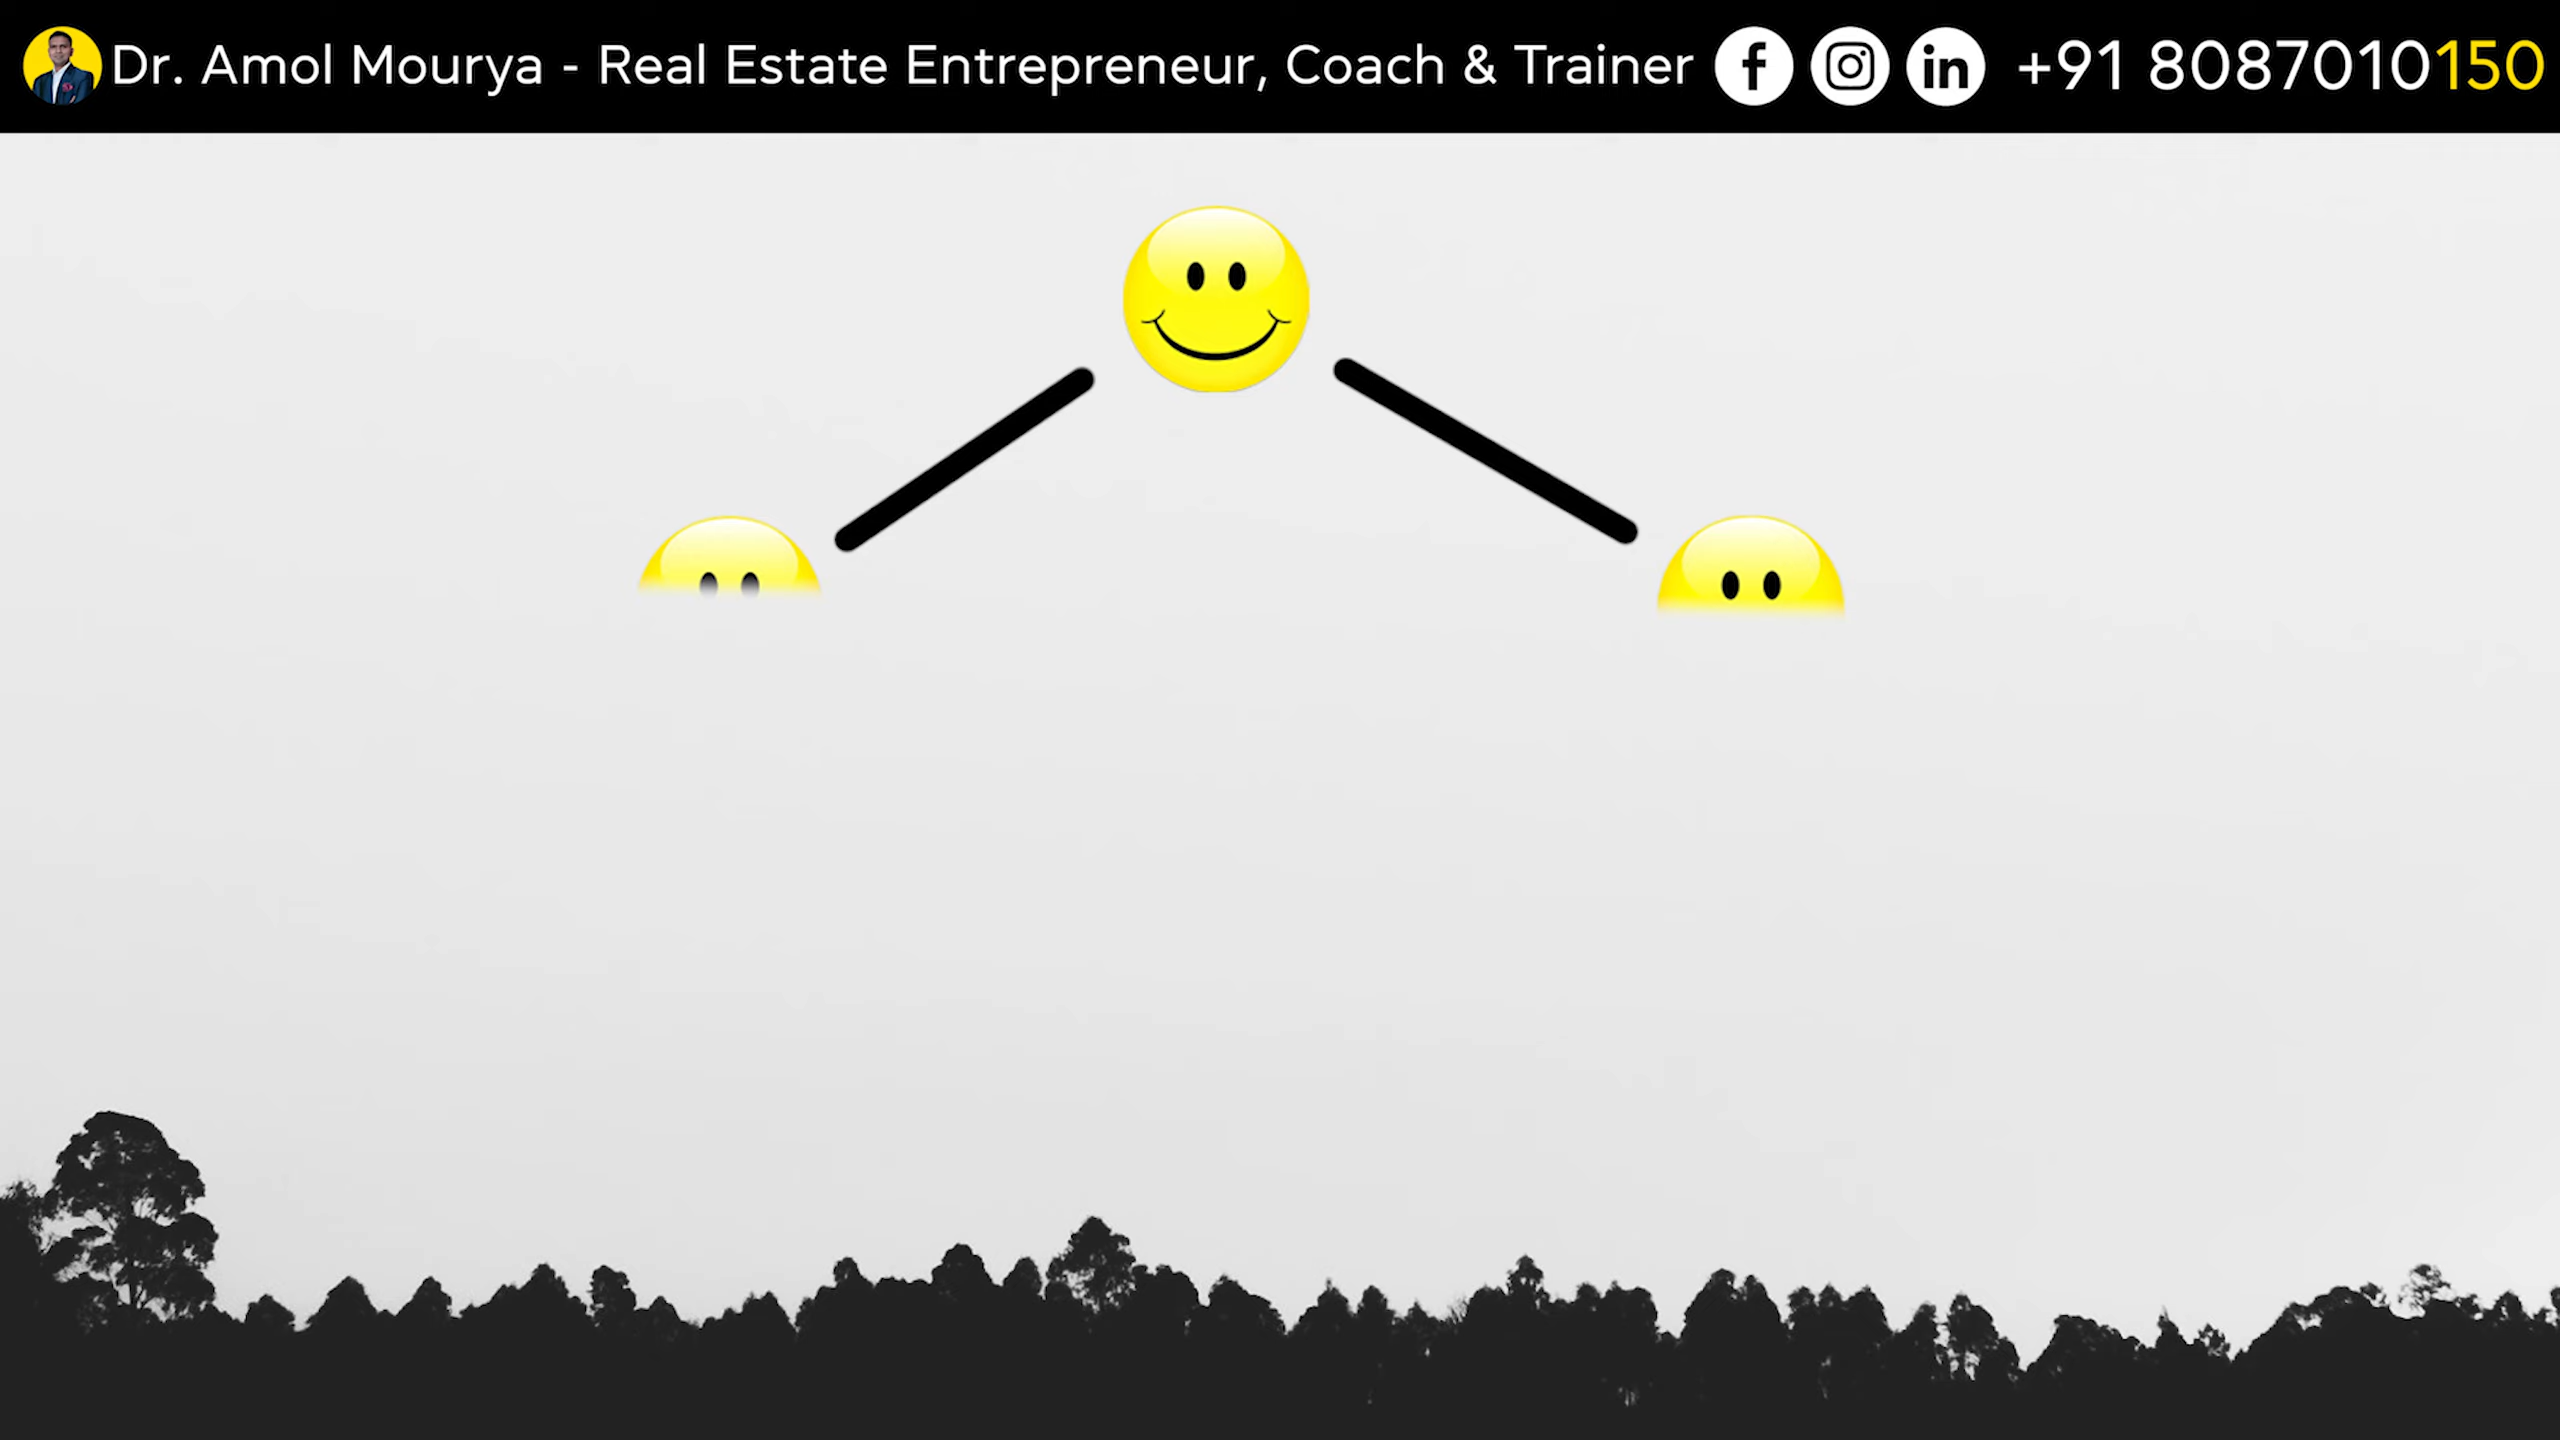 Dr. Amol Mourya - Real Estate Entrepreneur, Coach & Trainer +91 8087010150